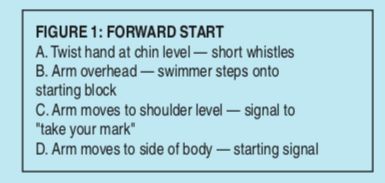 FIGURE 1: FORWARD START
A. Twist hand at chin level — short whistles
B. Arm overhead — swimmer steps onto
starting block
C. Arm moves to shoulder level — signal to
"take your mark"
D. Arm moves to side of body — starting signal